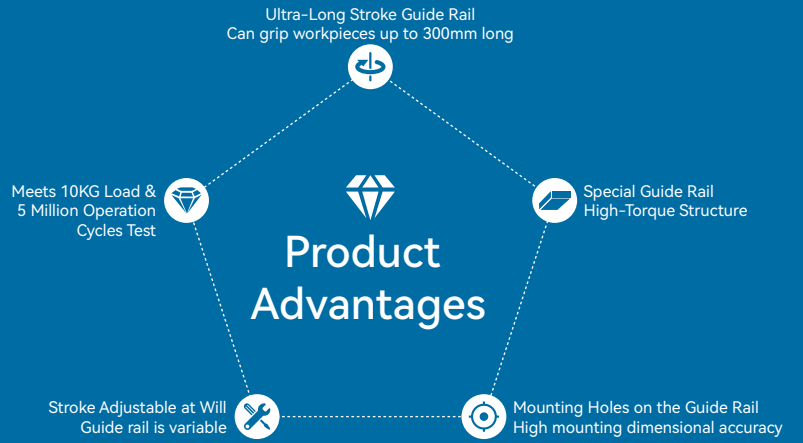 Ultra-Long Stroke Guide Rail
Can grip workpieces up to 300mm long
Meets 10KG Load &
5 Million Operation
Cycles Test
Special Guide Rail
High-Torque Structure
Product
Advantages
Stroke Adjustable at Will
Guide rail is variable
Mounting Holes on the Guide Rail
High mounting dimensional accuracy